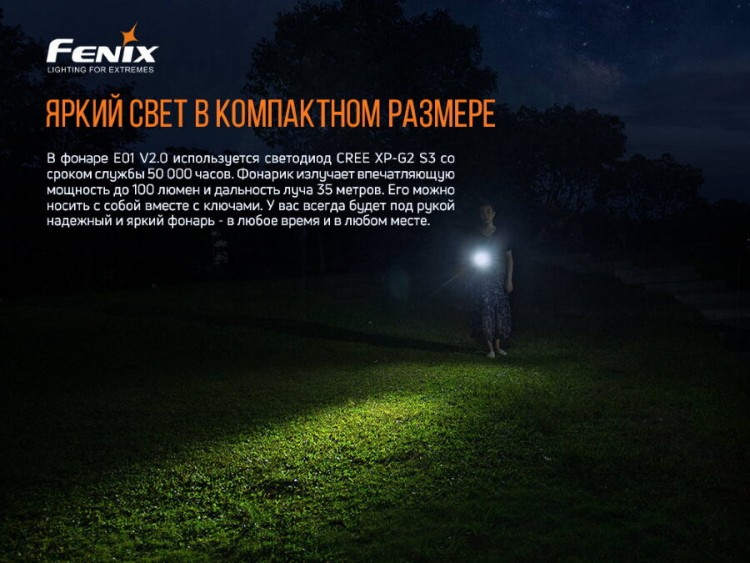 FENIX
LIGHTING FOR EXTREMES
ЯРКИЙ СВЕТ В КОМПАКТНОМ РАЗМЕРЕ
В фонаре E01 V2.0 используется светодиод CREE XP-G2 S3 со
сроком службы 50 000 часов. Фонарик излучает впечатляющую
мощность до 100 люмен и дальность луча 35 метров. Его можно
носить с собой вместе с ключами. У вас всегда будет под рукой
надежный и яркий фонарь - в любое время и в любом месте.